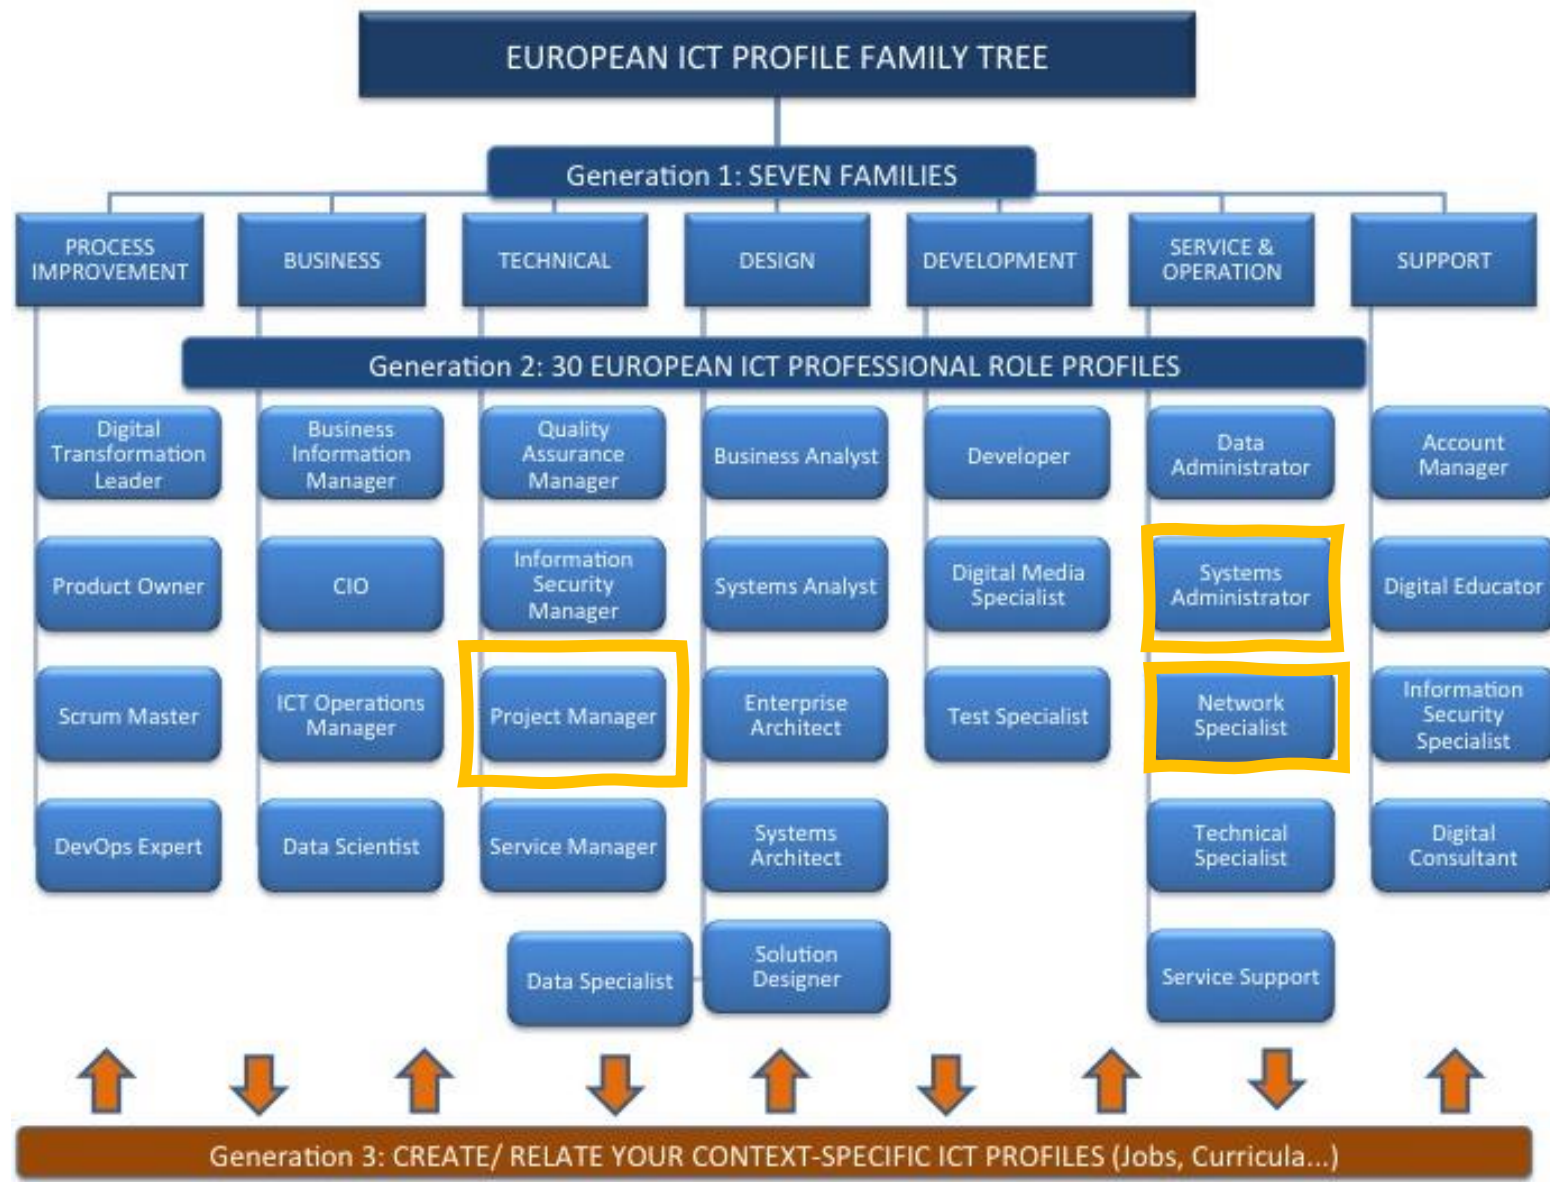 EUROPEAN ICT PROFILE FAMILY TREE
Generation 1: SEVEN FAMILIES
PROCESS
IMPROVEMENT
BUSINESS
TECHNICAL
DESIGN
DEVELOPMENT
SERVICE &
OPERATION
SUPPORT
Generation 2: 30 EUROPEAN ICT PROFESSIONAL ROLE PROFILES
Digital
Transformation
Leader
Business
Information
Manager
Quality
Assurance
Manager
Business Analyst
Developer
Data
Administrator
Account
Manager
Product Owner
CIO
Information
Security
Manager
Systems Analyst
Digital Media
Specialist
Systems
Administrator
Digital Educator
Scrum Master
ICT Operations
Manager
Project Manager
Enterprise
Architect
Test Specialist
Network
Specialist
Information
Security
Specialist
DevOps Expert
Data Scientist
Service Manager
Systems
Architect
Technical
Specialist
Digital
Consultant
Data Specialist
Solution
Designer
Service Support
Generation 3: CREATE/ RELATE YOUR CONTEXT-SPECIFIC ICT PROFILES (Jobs, Curricula...)